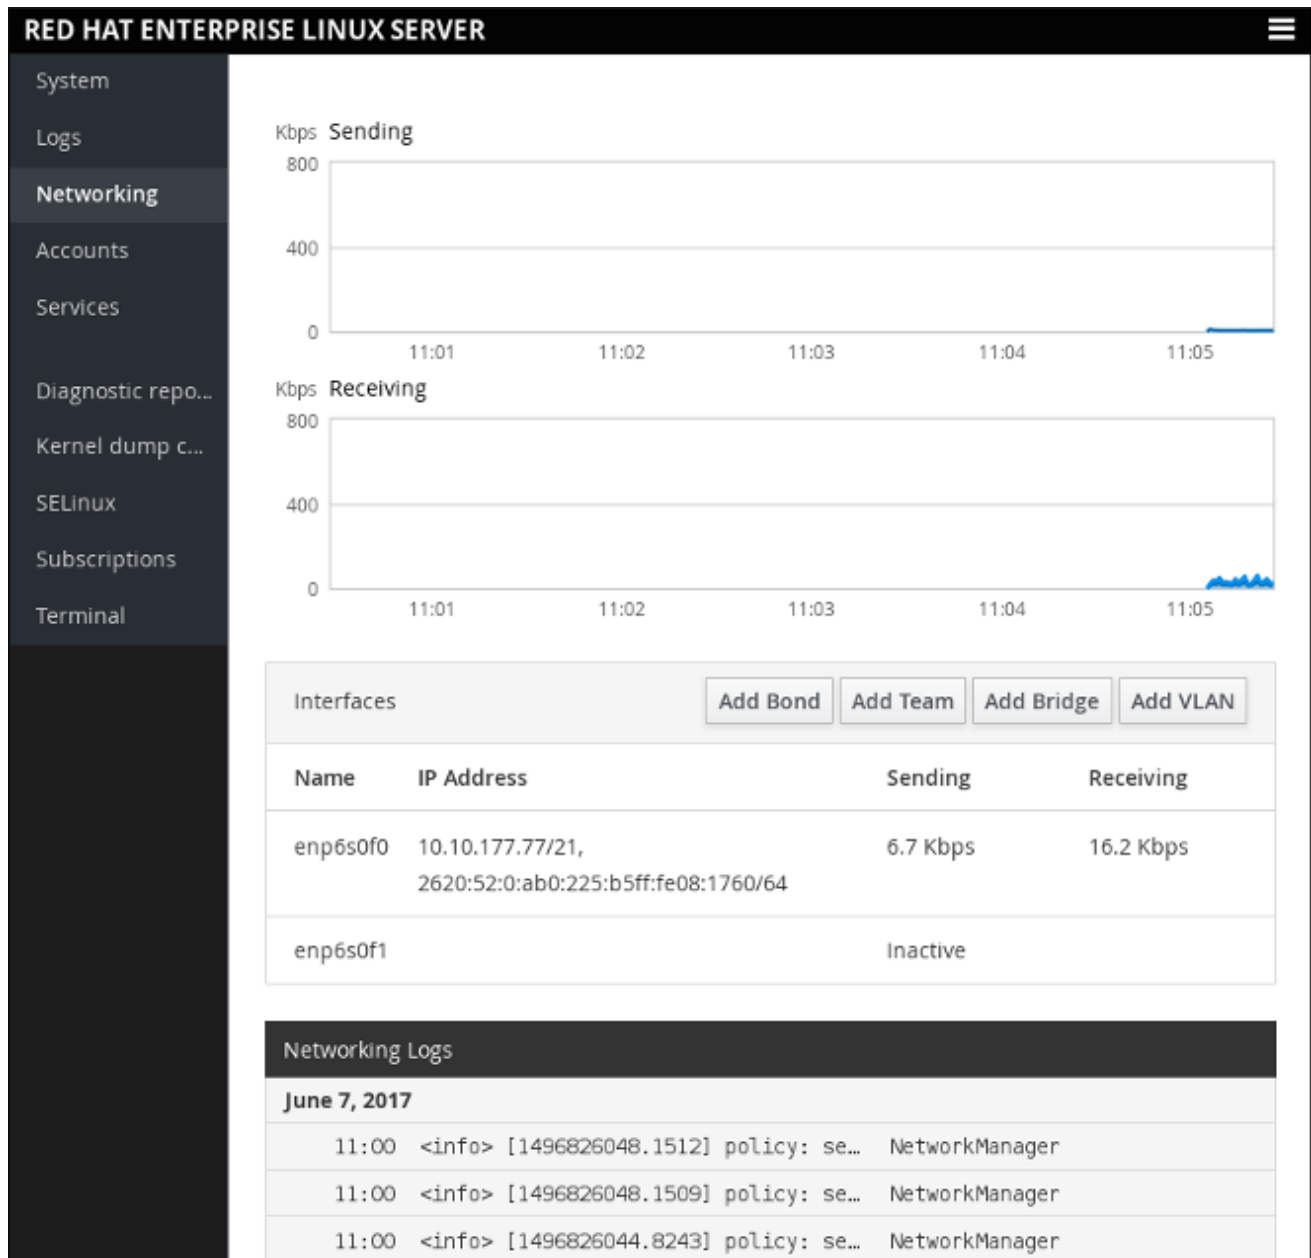 RED HAT ENTERPRISE LINUX SERVER
System
Logs
Networking
Accounts
Services
Diagnostic repo...
Kernel dump c...
SELinux
Subscriptions
Terminal
Kbps Sending
800
400
0
11:01 11:02 11:03 11:04 11:05
Kbps Receiving
800
400
0
11:01 11:02 11:03 11:04 11:05
Interfaces Add Bond Add Team Add Bridge Add VLAN
Name IP Address Sending Receiving
enp6s0f0 10.10.177.77/21, 6.7 Kbps 16.2 Kbps
2620:52:0:ab0:225:b5ff:fe08:1760/64
enp6s0f1 Inactive
Networking Logs
June 7, 2017
11:00 <info> [1496826048.1512] policy: se… NetworkManager
11:00 <info> [1496826048.1509] policy: se… NetworkManager
11:00 <info> [1496826044.8243] policy: se… NetworkManager